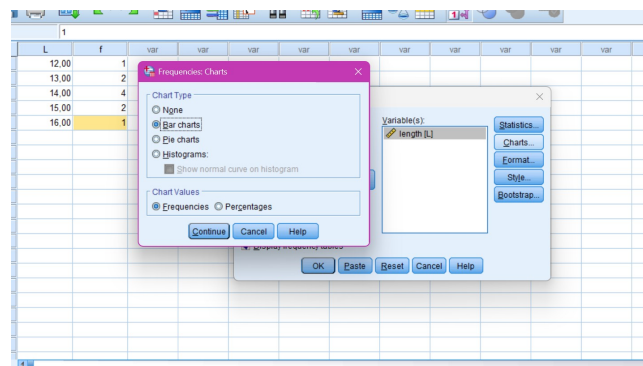 1
L f var var var var var var var var var var
12,00 1
13,00 2
14,00 4
15,00 2
16,00 1
Frequencies: Charts
Chart Type
None
Bar charts
Pie charts
Histograms:
Show normal curve on histogram
Chart Values
Frequencies Percentages
Continue Cancel Help
Variable(s):
length [L]
Statistics...
Charts...
Format...
Style...
Bootstrap...
Display frequency tables
OK Paste Reset Cancel Help